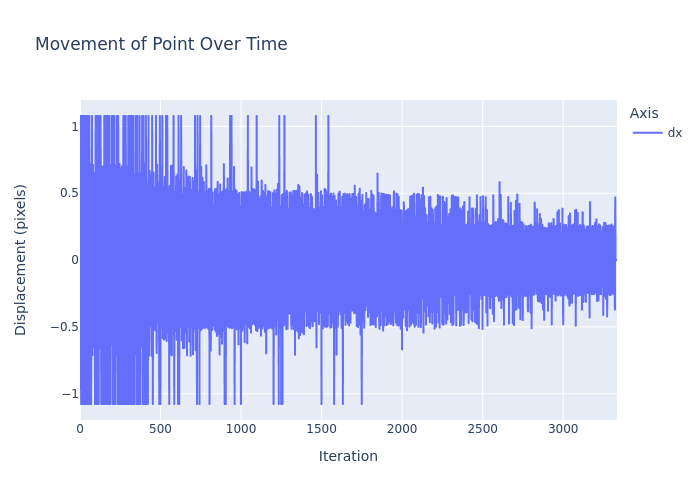 Movement of Point Over Time
Axis
dx
1
0.5
0
−0.5
−1
Displacement (pixels)
0
500
1000
1500
2000
2500
3000
Iteration